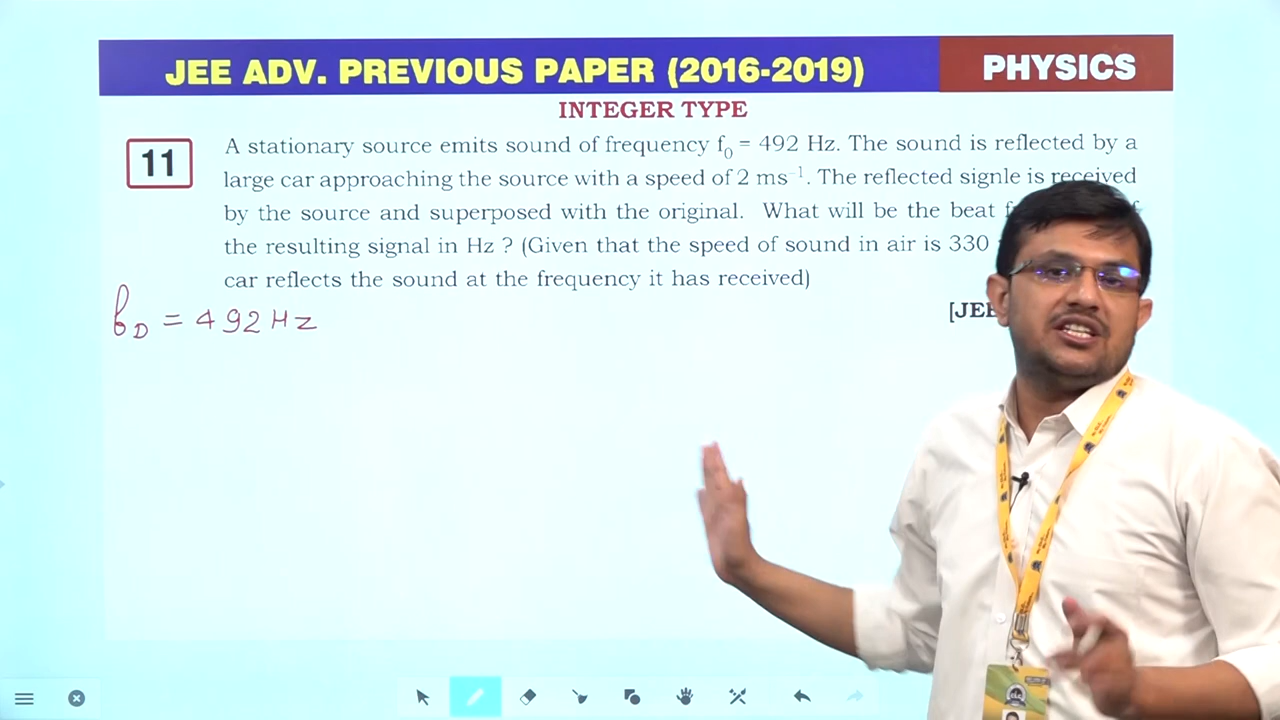 JEE ADV. PREVIOUS PAPER (2016-2019)
PHYSICS
INTEGER TYPE
11
A stationary source emits sound of frequency f₀ = 492 Hz. The sound is reflected by a
large car approaching the source with a speed of 2 ms⁻¹. The reflected signle is received
by the source and superposed with the original. What will be the beat
the resulting signal in Hz ? (Given that the speed of sound in air is 330
car reflects the sound at the frequency it has received)
[JEE
f₀ = 492 Hz